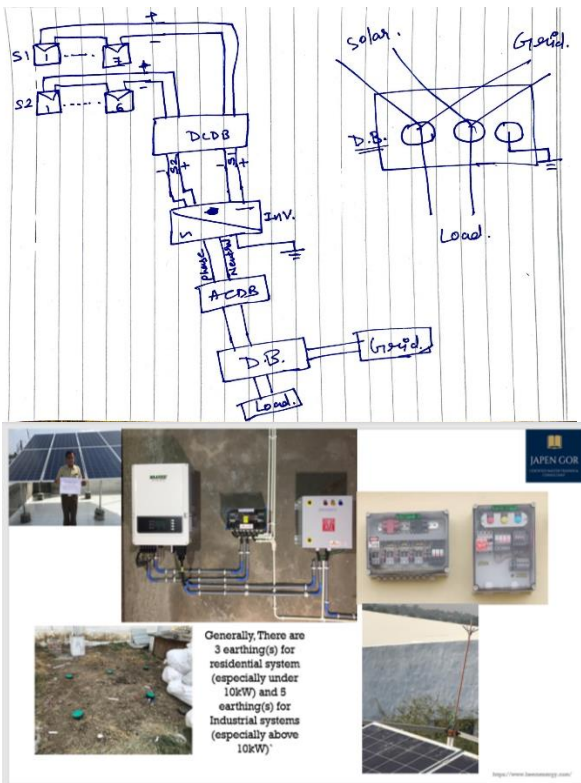 S1
1
7
+
-
S2
1
6
+
-
DCDB
- S2 +
- S1 +
Inv.
Phase
Neutral
ACDB
D.B.
Grid.
Load.
Solar.
Grid.
D.B.
Load.
JAPEN GOR
Generally, There are
3 earthing(s) for
residential system
(especially under
10kW) and 5
earthing(s) for
Industrial systems
(especially above
10kW)`